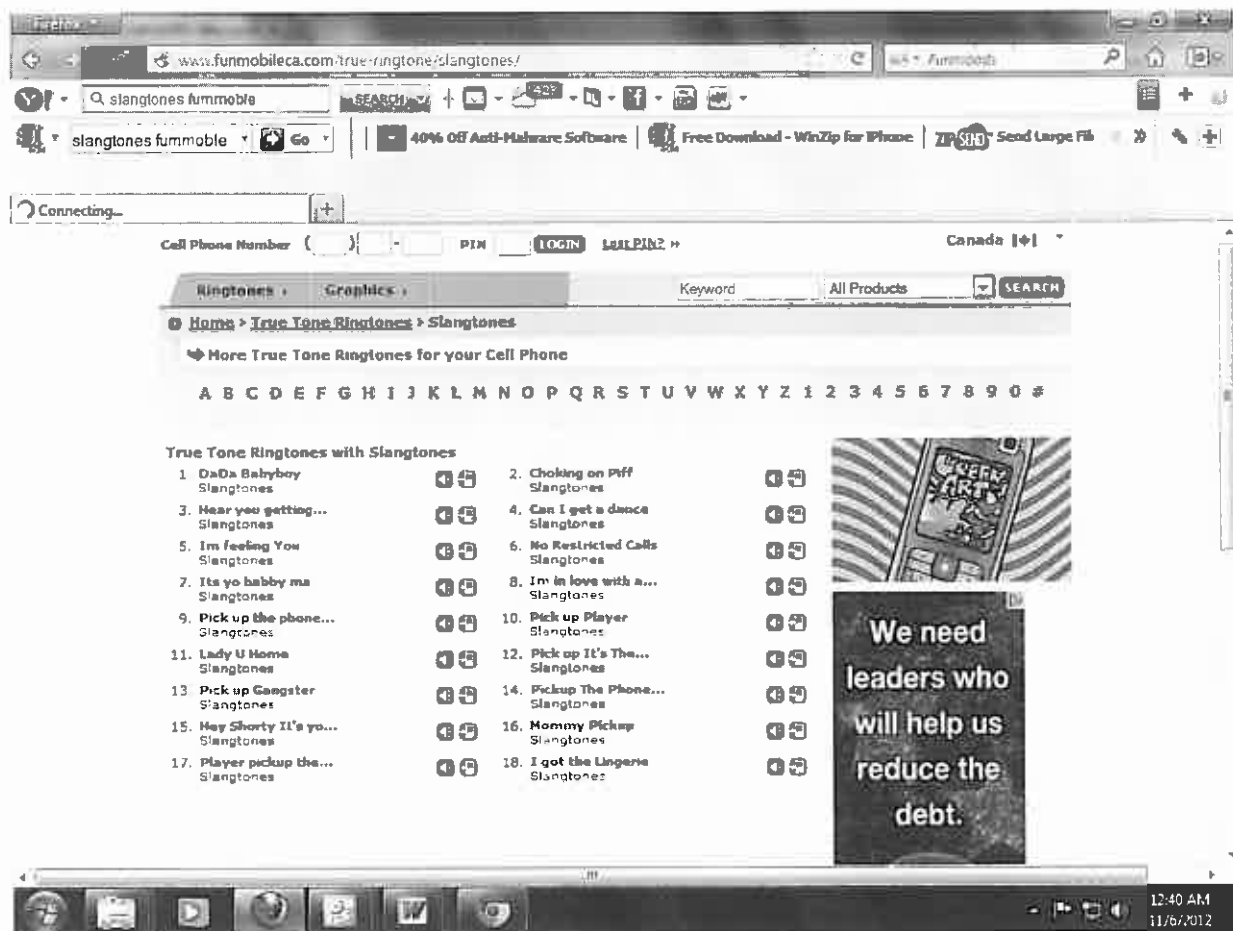 Firefox
www.funmobileca.com/true-ringtone/slangtones/
slangtones fummoble
SEARCH
42°
slangtones fummoble
Go
40% Off Anti-Malware Software
Free Download - WinZip for iPhone
ZIP SEND
Send Large Fil
Connecting...
Cell Phone Number ( ) - PIN LOGIN Lost PIN? »
Canada
Ringtones
Graphics
Keyword
All Products
SEARCH
Home > True Tone Ringtones > Slangtones
More True Tone Ringtones for your Cell Phone
A B C D E F G H I J K L M N O P Q R S T U V W X Y Z 1 2 3 4 5 6 7 8 9 0 #
True Tone Ringtones with Slangtones
1 DaDa Babyboy
Slangtones
2. Choking on Piff
Slangtones
3. Hear you getting...
Slangtones
4. Can I get a dance
Slangtones
5. Im feeling You
Slangtones
6. No Restricted Calls
Slangtones
7. Its yo babby ma
Slangtones
8. Im in love with a...
Slangtones
9. Pick up the phone...
Slangtones
10. Pick up Player
Slangtones
11. Lady U Home
Slangtones
12. Pick up It's The...
Slangtones
13 Pick up Gangster
Slangtones
14. Pickup The Phone...
Slangtones
15. Hey Shorty It's yo...
Slangtones
16. Mommy Pickup
Slangtones
17. Player pickup the...
Slangtones
18. I got the Lingerie
Slangtones
We need
leaders who
will help us
reduce the
debt.
12:40 AM
11/6/2012